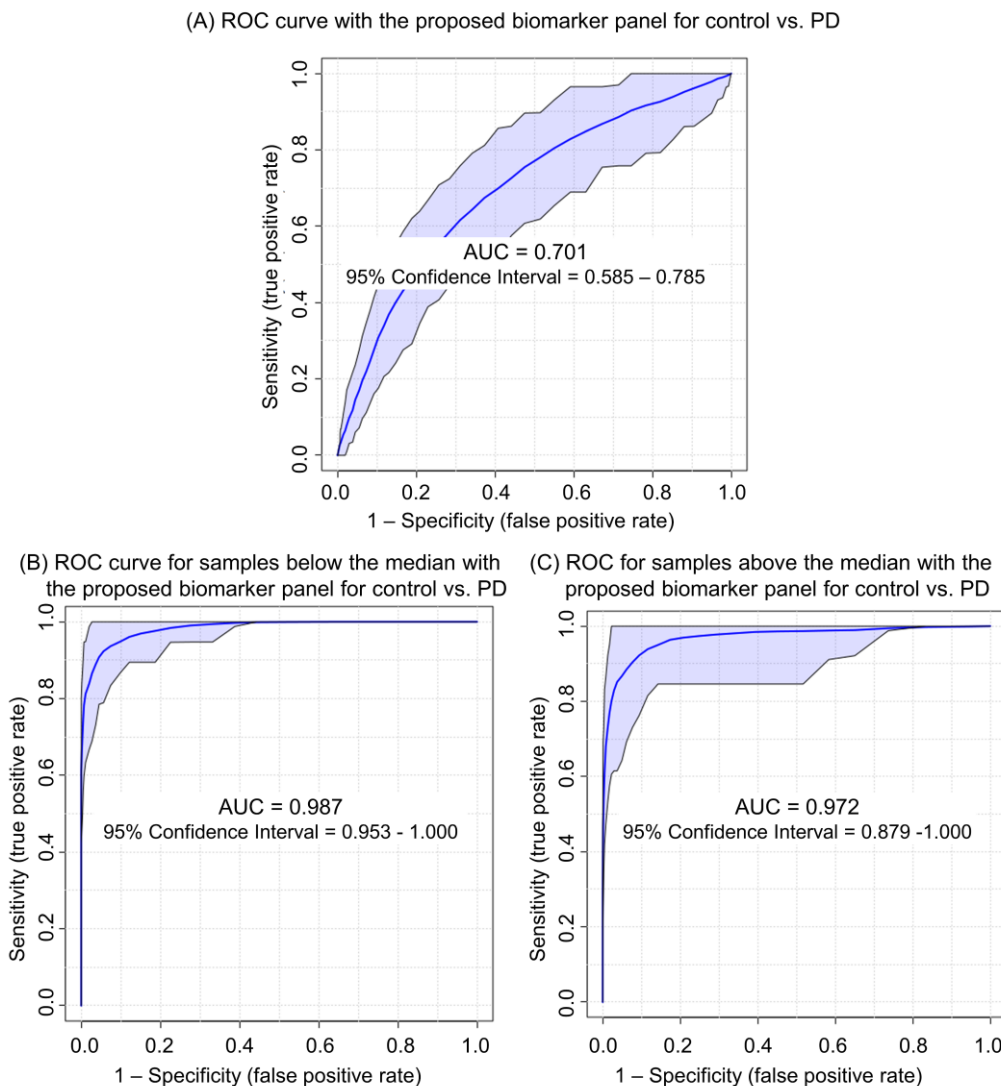 (A) ROC curve with the proposed biomarker panel for control vs. PD
Sensitivity (true positive rate)
1.0
0.8
0.6
0.4
0.2
0.0
AUC = 0.701
95% Confidence Interval = 0.585 – 0.785
0.0 0.2 0.4 0.6 0.8 1.0
1 – Specificity (false positive rate)
(B) ROC curve for samples below the median with
the proposed biomarker panel for control vs. PD
Sensitivity (true positive rate)
1.0
0.8
0.6
0.4
0.2
0.0
AUC = 0.987
95% Confidence Interval = 0.953 - 1.000
0.0 0.2 0.4 0.6 0.8 1.0
1 – Specificity (false positive rate)
(C) ROC for samples above the median with the
proposed biomarker panel for control vs. PD
Sensitivity (true positive rate)
1.0
0.8
0.6
0.4
0.2
0.0
AUC = 0.972
95% Confidence Interval = 0.879 -1.000
0.0 0.2 0.4 0.6 0.8 1.0
1 – Specificity (false positive rate)